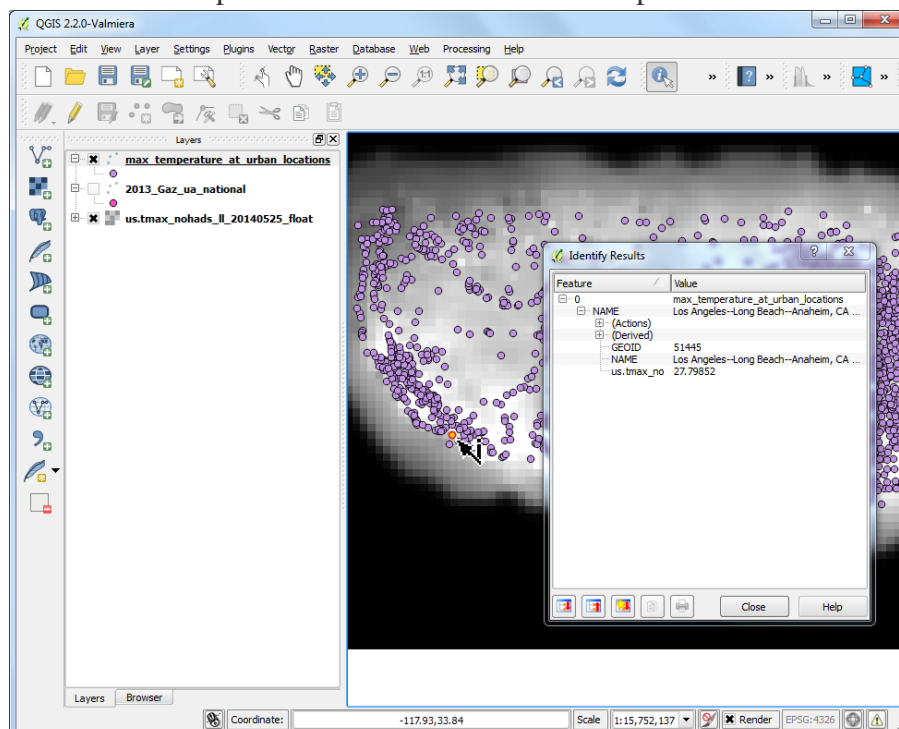 QGIS 2.2.0-Valmiera
Project Edit View Layer Settings Plugins Vector Raster Database Web Processing Help
» » » »
Layers
max_temperature_at_urban_locations
2013_Gaz_ua_national
us.tmax_nohads_ll_20140525_float
Identify Results
Feature Value
0 max_temperature_at_urban_locations
NAME Los Angeles--Long Beach--Anaheim, CA ...
(Actions)
(Derived)
GEOID 51445
NAME Los Angeles--Long Beach--Anaheim, CA ...
us.tmax_no 27.79852
Close Help
Layers Browser
Coordinate: -117.93,33.84 Scale 1:15,752,137 Render EPSG:4326